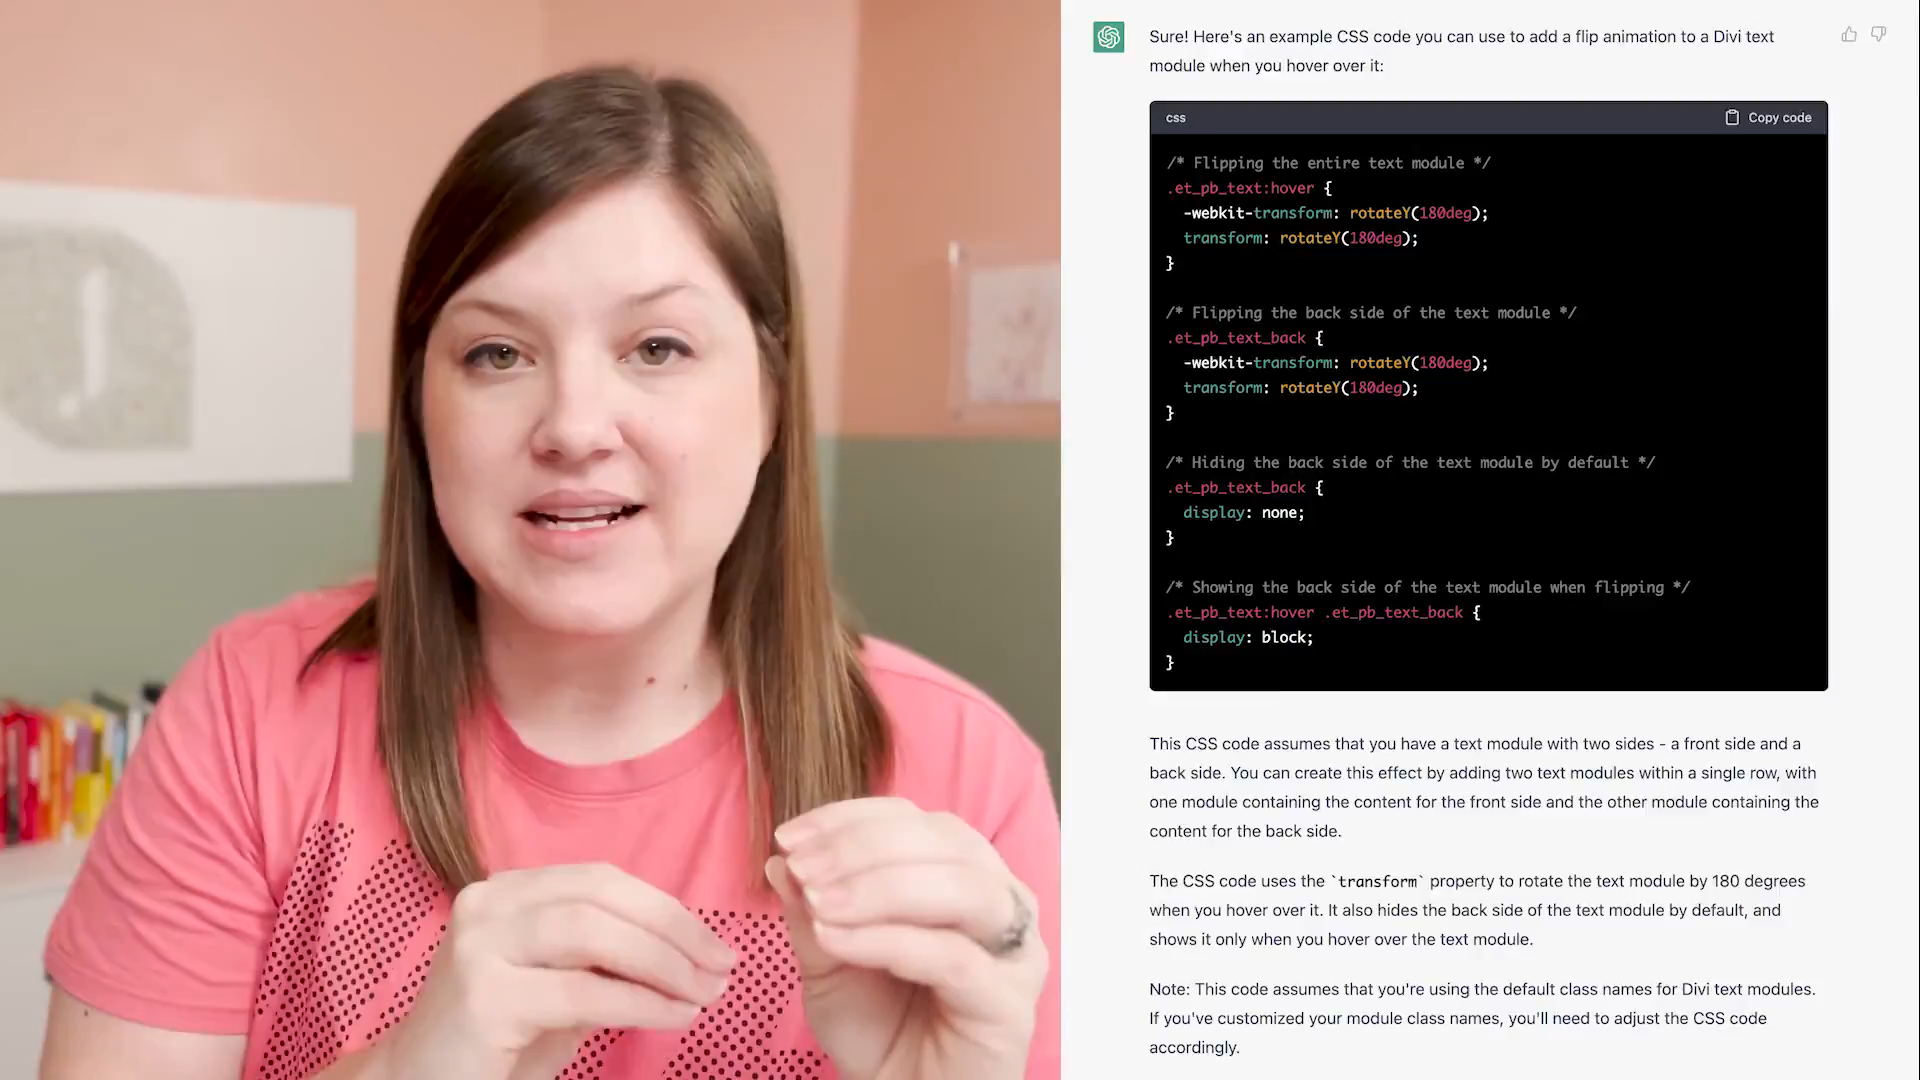 Sure! Here's an example CSS code you can use to add a flip animation to a Divi text
module when you hover over it:
css
Copy code
/* Flipping the entire text module */
.et_pb_text:hover {
  -webkit-transform: rotateY(180deg);
  transform: rotateY(180deg);
}
/* Flipping the back side of the text module */
.et_pb_text_back {
  -webkit-transform: rotateY(180deg);
  transform: rotateY(180deg);
}
/* Hiding the back side of the text module by default */
.et_pb_text_back {
  display: none;
}
/* Showing the back side of the text module when flipping */
.et_pb_text:hover .et_pb_text_back {
  display: block;
}
This CSS code assumes that you have a text module with two sides - a front side and a
back side. You can create this effect by adding two text modules within a single row, with
one module containing the content for the front side and the other module containing the
content for the back side.
The CSS code uses the `transform` property to rotate the text module by 180 degrees
when you hover over it. It also hides the back side of the text module by default, and
shows it only when you hover over the text module.
Note: This code assumes that you're using the default class names for Divi text modules.
If you've customized your module class names, you'll need to adjust the CSS code
accordingly.